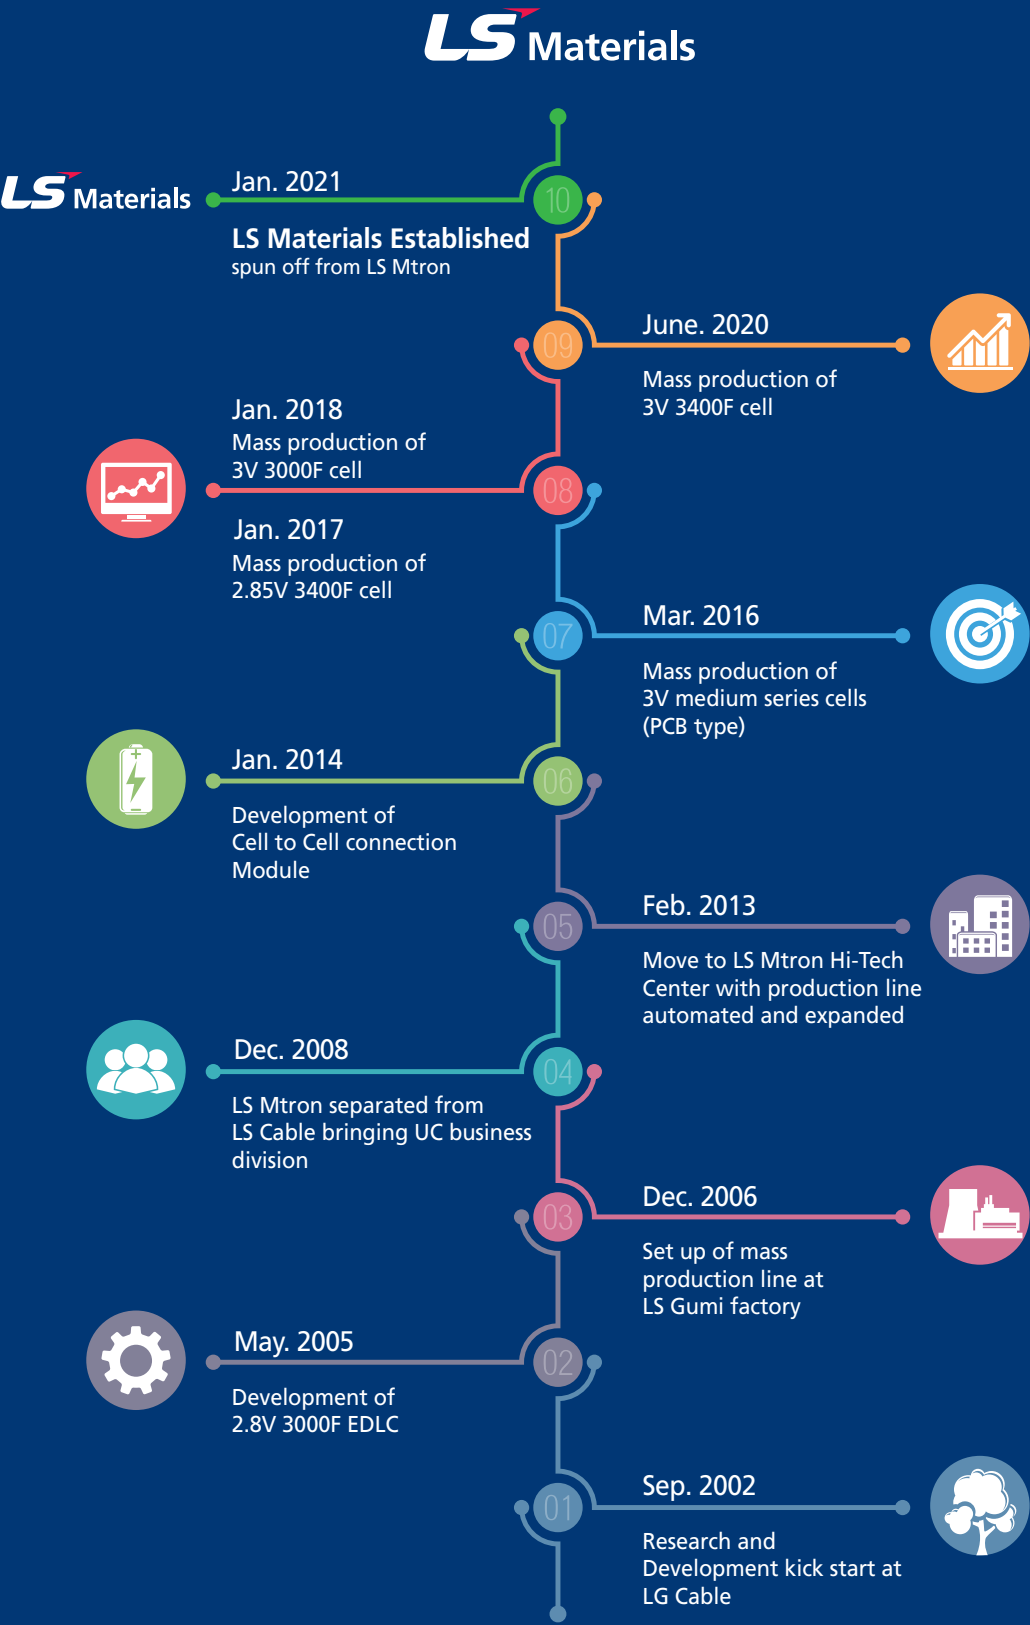 LS Materials
LS Materials
Jan. 2021
10
LS Materials Established
spun off from LS Mtron
June. 2020
09
Mass production of
3V 3400F cell
Jan. 2018
Mass production of
3V 3000F cell
08
Jan. 2017
Mass production of
2.85V 3400F cell
Mar. 2016
07
Mass production of
3V medium series cells
(PCB type)
Jan. 2014
06
Development of
Cell to Cell connection
Module
Feb. 2013
05
Move to LS Mtron Hi-Tech
Center with production line
automated and expanded
Dec. 2008
04
LS Mtron separated from
LS Cable bringing UC business
division
Dec. 2006
03
Set up of mass
production line at
LS Gumi factory
May. 2005
02
Development of
2.8V 3000F EDLC
Sep. 2002
01
Research and
Development kick start at
LG Cable